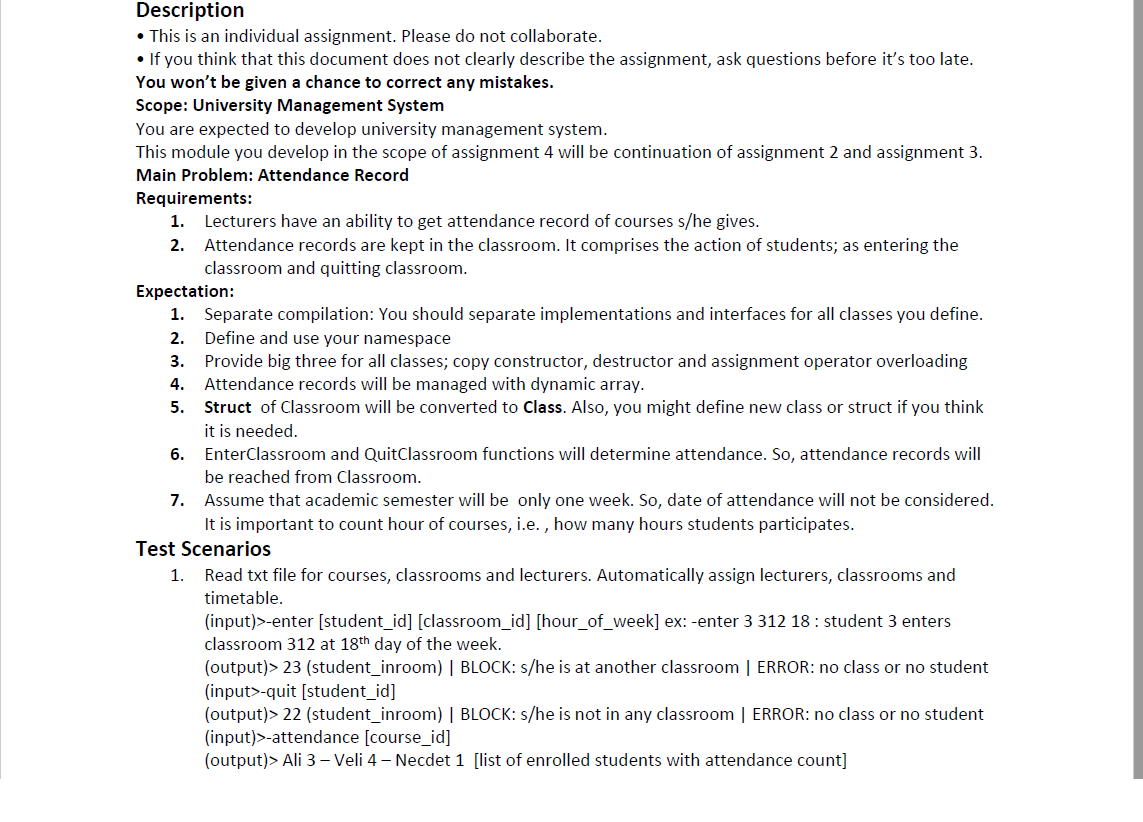 Description
• This is an individual assignment. Please do not collaborate.
• If you think that this document does not clearly describe the assignment, ask questions before it's too late.
You won't be given a chance to correct any mistakes.
Scope: University Management System
You are expected to develop university management system.
This module you develop in the scope of assignment 4 will be continuation of assignment 2 and assignment 3.
Main Problem: Attendance Record
Requirements:
1. Lecturers have an ability to get attendance record of courses s/he gives.
2. Attendance records are kept in the classroom. It comprises the action of students; as entering the
classroom and quitting classroom.
Expectation:
1. Separate compilation: You should separate implementations and interfaces for all classes you define.
2. Define and use your namespace
3. Provide big three for all classes; copy constructor, destructor and assignment operator overloading
4. Attendance records will be managed with dynamic array.
5. Struct of Classroom will be converted to Class. Also, you might define new class or struct if you think
it is needed.
6. EnterClassroom and QuitClassroom functions will determine attendance. So, attendance records will
be reached from Classroom.
7. Assume that academic semester will be only one week. So, date of attendance will not be considered.
It is important to count hour of courses, i.e. , how many hours students participates.
Test Scenarios
1. Read txt file for courses, classrooms and lecturers. Automatically assign lecturers, classrooms and
timetable.
(input)>-enter [student_id] [classroom_id] [hour_of_week] ex: -enter 3 312 18 : student 3 enters
classroom 312 at 18th day of the week.
(output)> 23 (student_inroom) | BLOCK: s/he is at another classroom | ERROR: no class or no student
(input>-quit [student_id]
(output)> 22 (student_inroom) | BLOCK: s/he is not in any classroom | ERROR: no class or no student
(input)>-attendance [course_id]
(output)> Ali 3 – Veli 4 – Necdet 1 [list of enrolled students with attendance count]